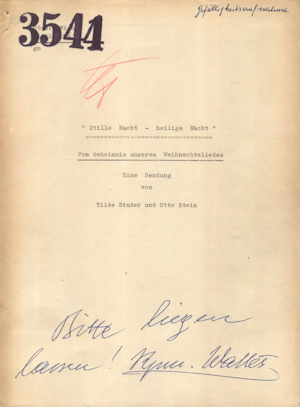 3544
" Stille Nacht - heilige Nacht "
Vom Geheimnis unseres Weihnachtsliedes
Eine Sendung
von
Tilde Binder und Otto Stein
Bitte liegen
lassen!